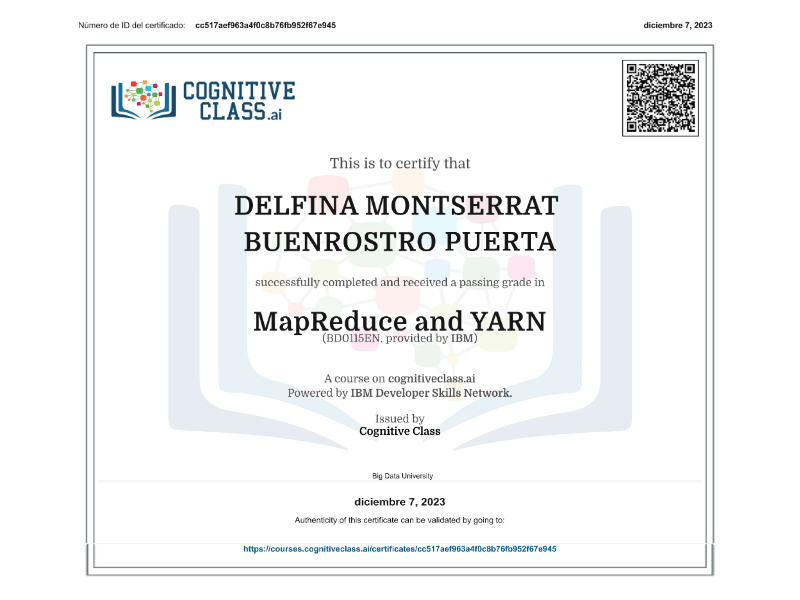 Número de ID del certificado: cc517aef963a4f0c8b76fb952f67e945
diciembre 7, 2023
COGNITIVE
CLASS.ai
This is to certify that
DELFINA MONTSERRAT
BUENROSTRO PUERTA
successfully completed and received a passing grade in
MapReduce and YARN
(BD0115EN, provided by IBM)
A course on cognitiveclass.ai
Powered by IBM Developer Skills Network.
Issued by
Cognitive Class
Big Data University
diciembre 7, 2023
Authenticity of this certificate can be validated by going to:
https://courses.cognitiveclass.ai/certificates/cc517aef963a4f0c8b76fb952f67e945